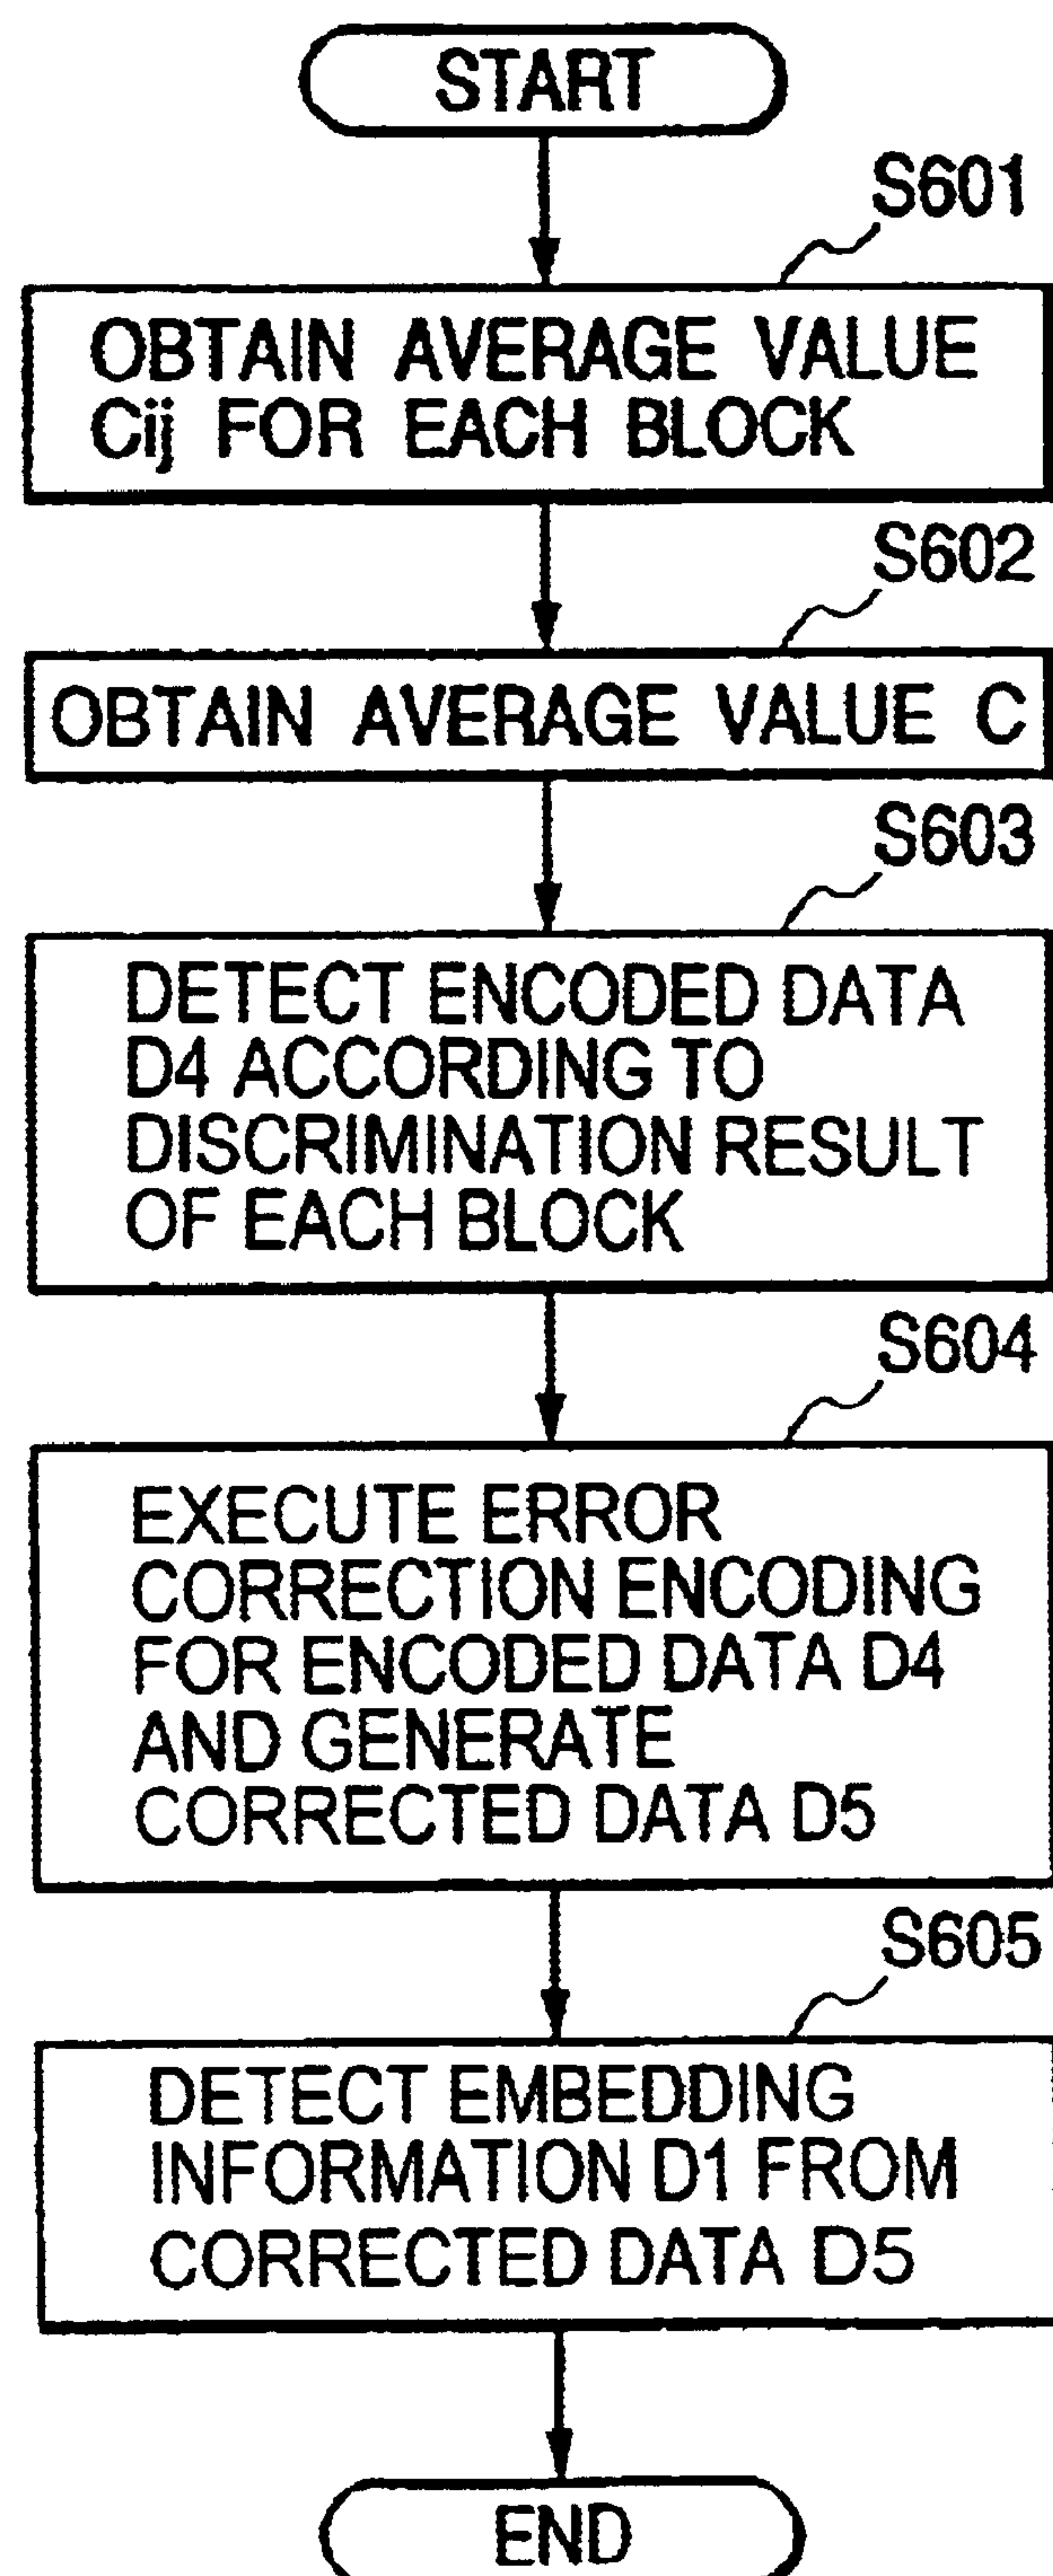 START
S601
OBTAIN AVERAGE VALUE
Cij FOR EACH BLOCK
S602
OBTAIN AVERAGE VALUE C
S603
DETECT ENCODED DATA
D4 ACCORDING TO
DISCRIMINATION RESULT
OF EACH BLOCK
S604
EXECUTE ERROR
CORRECTION ENCODING
FOR ENCODED DATA D4
AND GENERATE
CORRECTED DATA D5
S605
DETECT EMBEDDING
INFORMATION D1 FROM
CORRECTED DATA D5
END